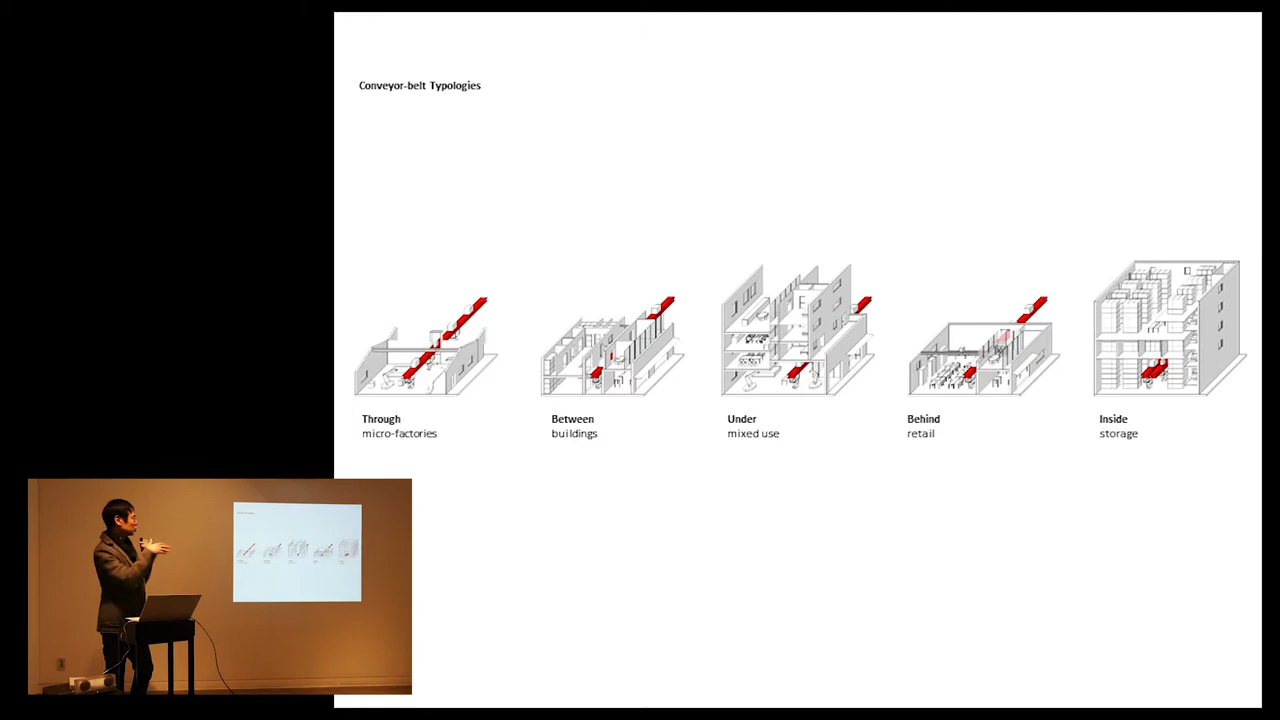 Conveyor-belt Typologies
Through
micro-factories
Between
buildings
Under
mixed use
Behind
retail
Inside
storage